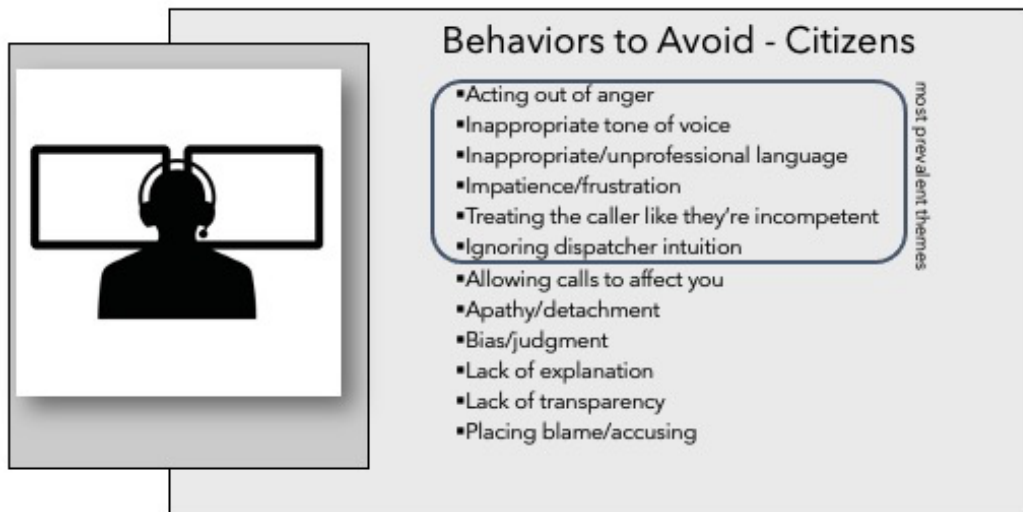 Behaviors to Avoid - Citizens
▪Acting out of anger
▪Inappropriate tone of voice
▪Inappropriate/unprofessional language
▪Impatience/frustration
▪Treating the caller like they're incompetent
▪Ignoring dispatcher intuition
▪Allowing calls to affect you
▪Apathy/detachment
▪Bias/judgment
▪Lack of explanation
▪Lack of transparency
▪Placing blame/accusing
most prevalent themes